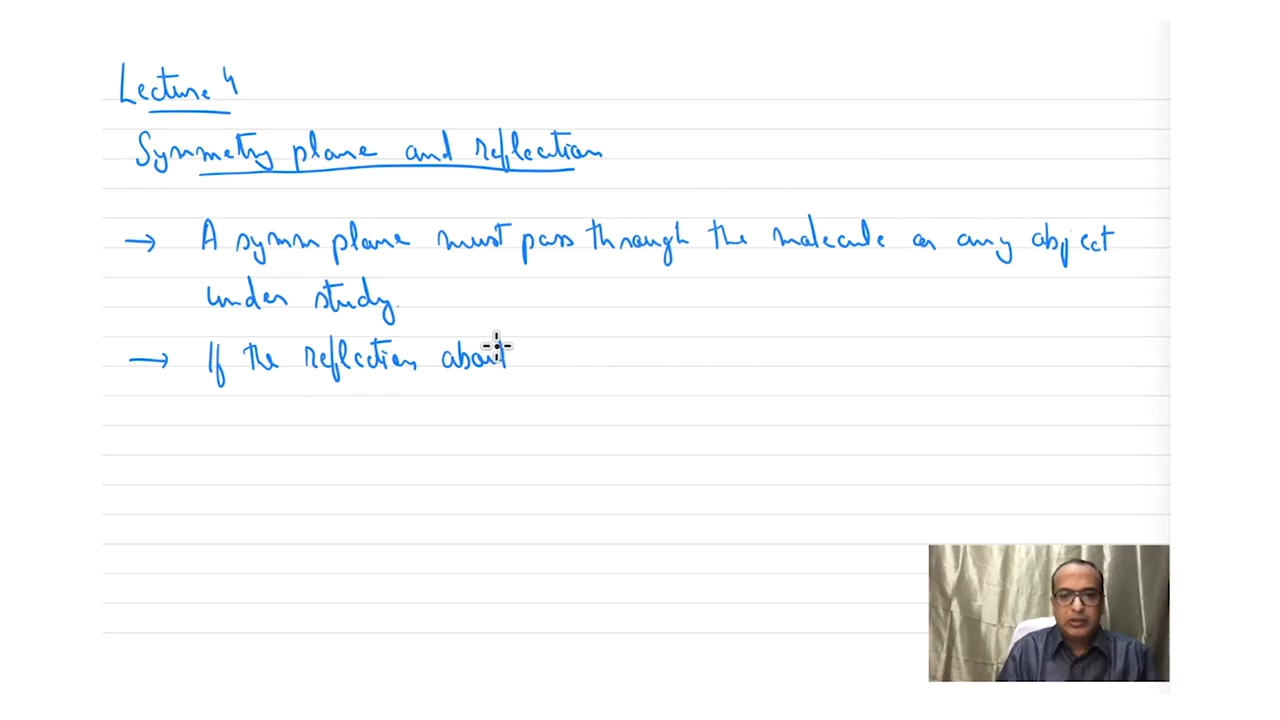 Lecture 4
Symmetry plane and reflection
→ A symm plane must pass through the molecule or any object
under study.
→ If the reflection about